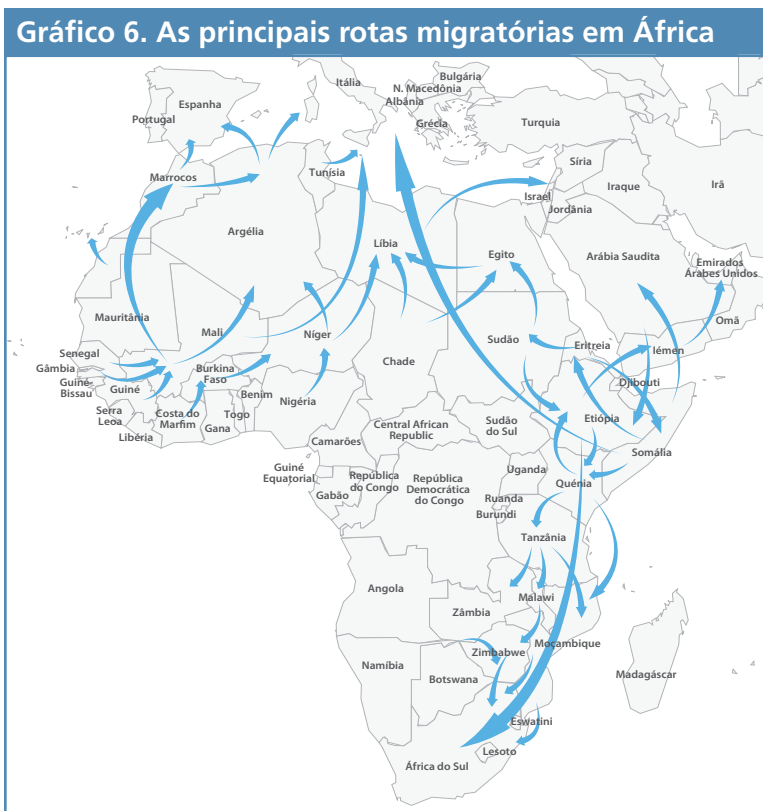 Gráfico 6. As principais rotas migratórias em África
Itália
Bulgária
N. Macedônia
Albânia
Espanha
Portugal
Grécia
Turquia
Síria
Marrocos
Tunísia
Iraque
Irã
Israel
Jordânia
Argélia
Líbia
Egito
Arábia Saudita
Emirados
Árabes Unidos
Omã
Mauritânia
Mali
Níger
Chade
Sudão
Eritreia
Iémen
Senegal
Gâmbia
Guiné-
Bissau
Guiné
Burkina
Faso
Djibouti
Serra
Leoa
Costa do
Marfim
Togo
Benim
Nigéria
Gana
Libéria
Etiópia
Central African
Republic
Sudão
do Sul
Somália
Camarões
Guiné
Equatorial
Gabão
República
do Congo
República
Democrática
do Congo
Uganda
Quénia
Ruanda
Burundi
Tanzânia
Angola
Malawi
Zâmbia
Moçambique
Zimbabwe
Namíbia
Botswana
Madagáscar
Eswatini
Lesoto
África do Sul